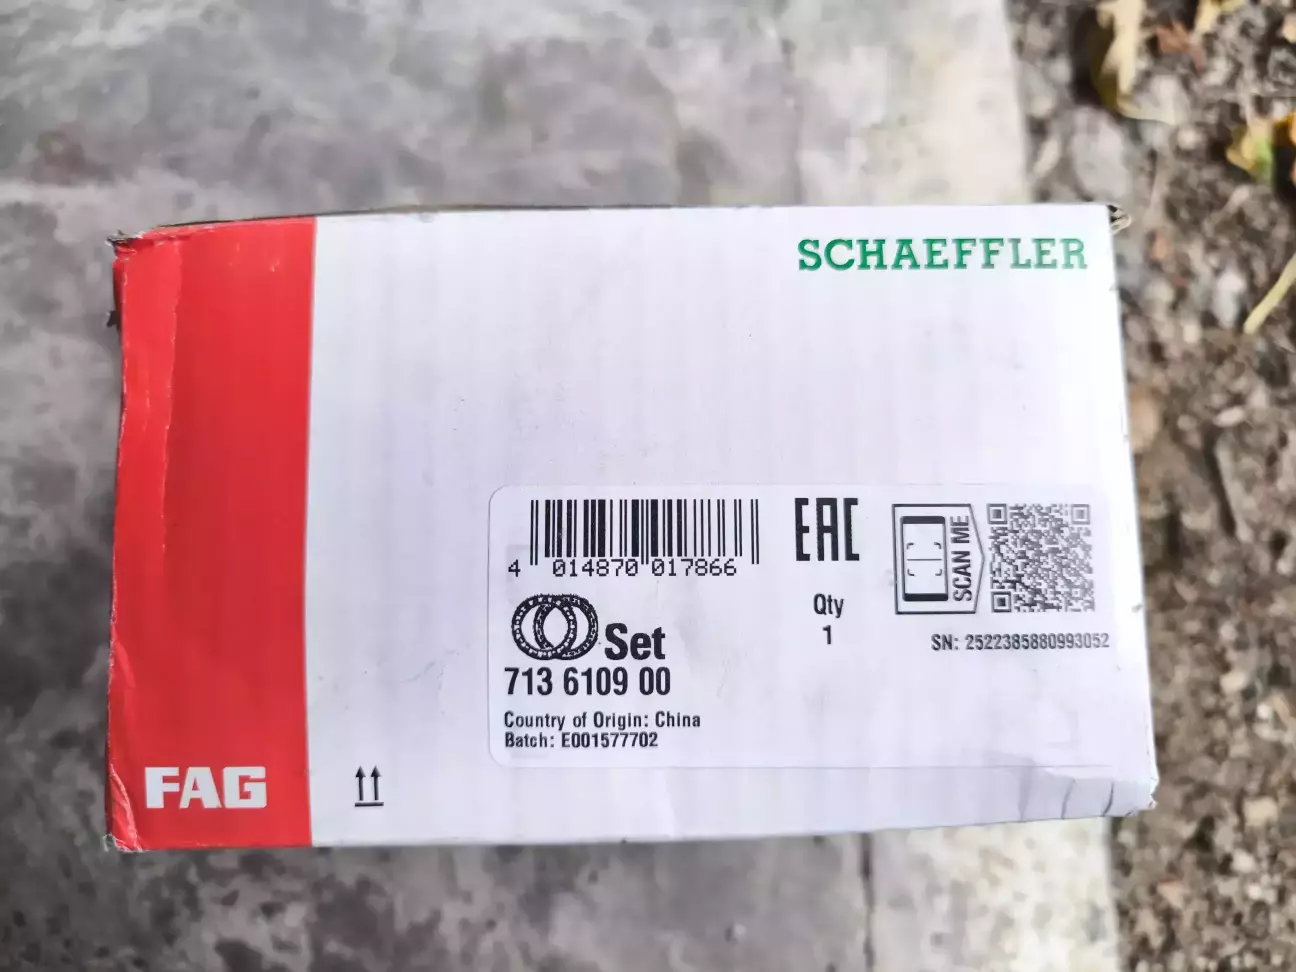 SCHAEFFLER
4 014870 017866
EAC
SCAN ME
Qty
1
SN: 2522385880993052
Set
713 6109 00
Country of Origin: China
Batch: E001577702
FAG